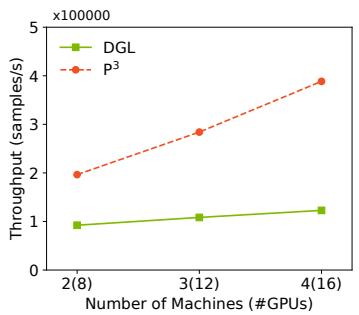 x100000
5
4
3
2
1
0
Throughput (samples/s)
DGL
P³
2(8) 3(12) 4(16)
Number of Machines (#GPUs)